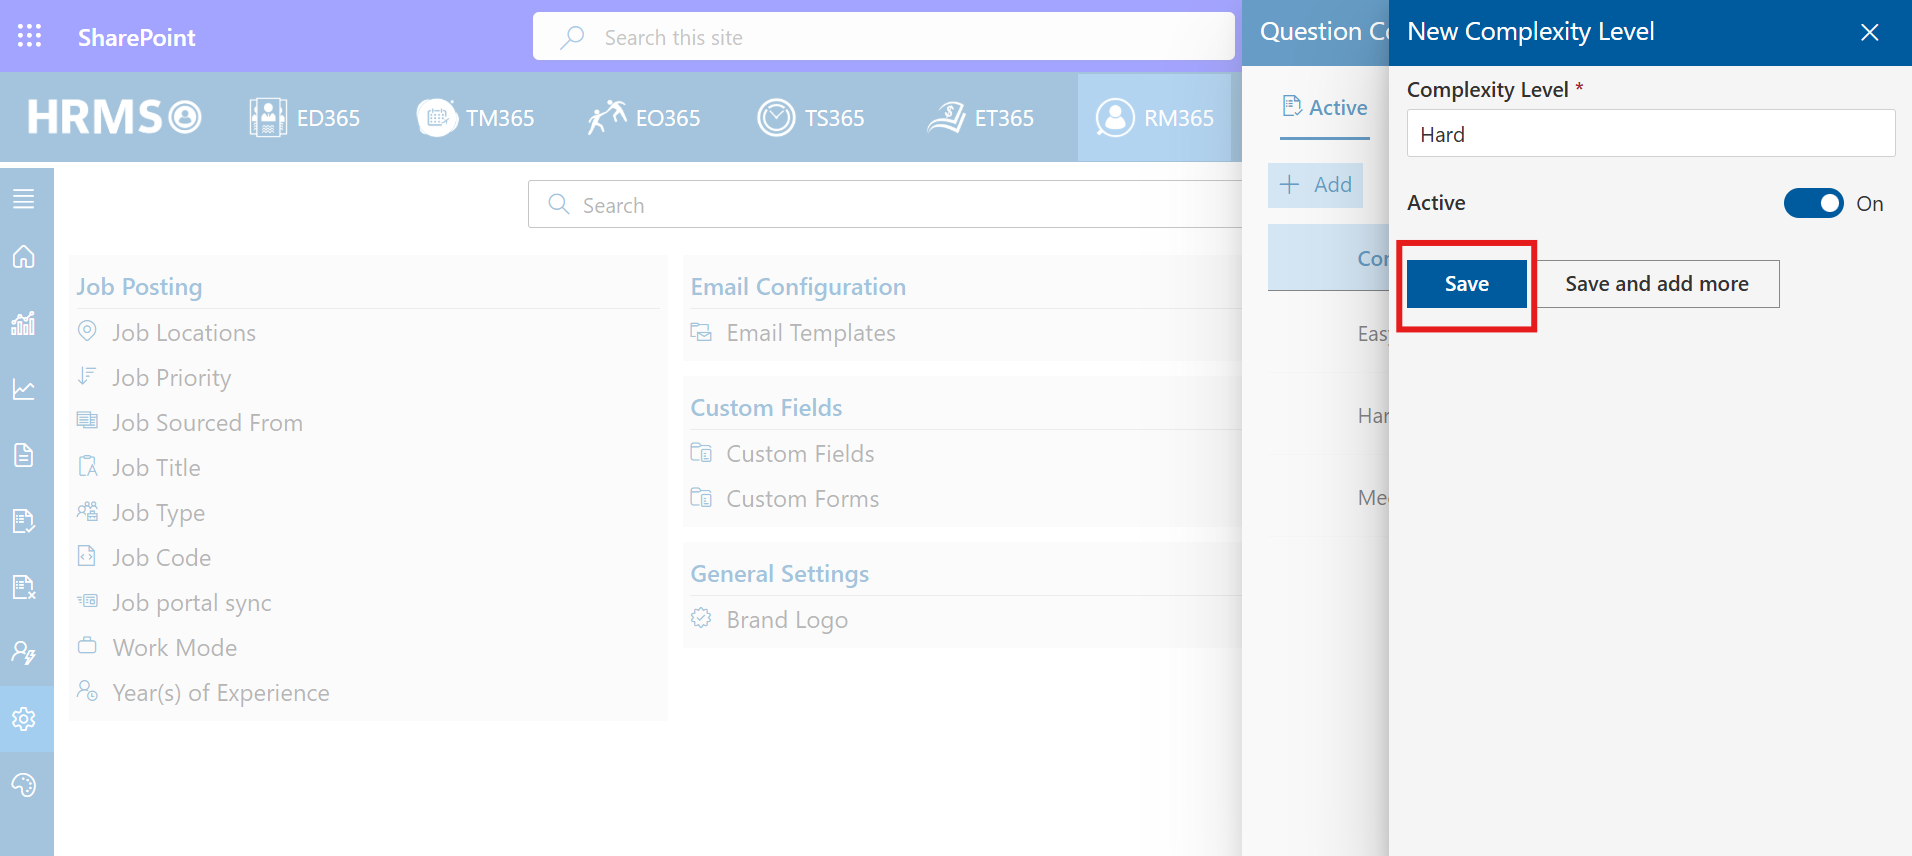 SharePoint
Search this site
HRMS
ED365
TM365
EO365
TS365
ET365
RM365
Search
Job Posting
Job Locations
Job Priority
Job Sourced From
Job Title
Job Type
Job Code
Job portal sync
Work Mode
Year(s) of Experience
Email Configuration
Email Templates
Custom Fields
Custom Fields
Custom Forms
General Settings
Brand Logo
Question Co
Active
Add
Con
Easy
Har
Med
New Complexity Level
Complexity Level *
Hard
Active
On
Save
Save and add more